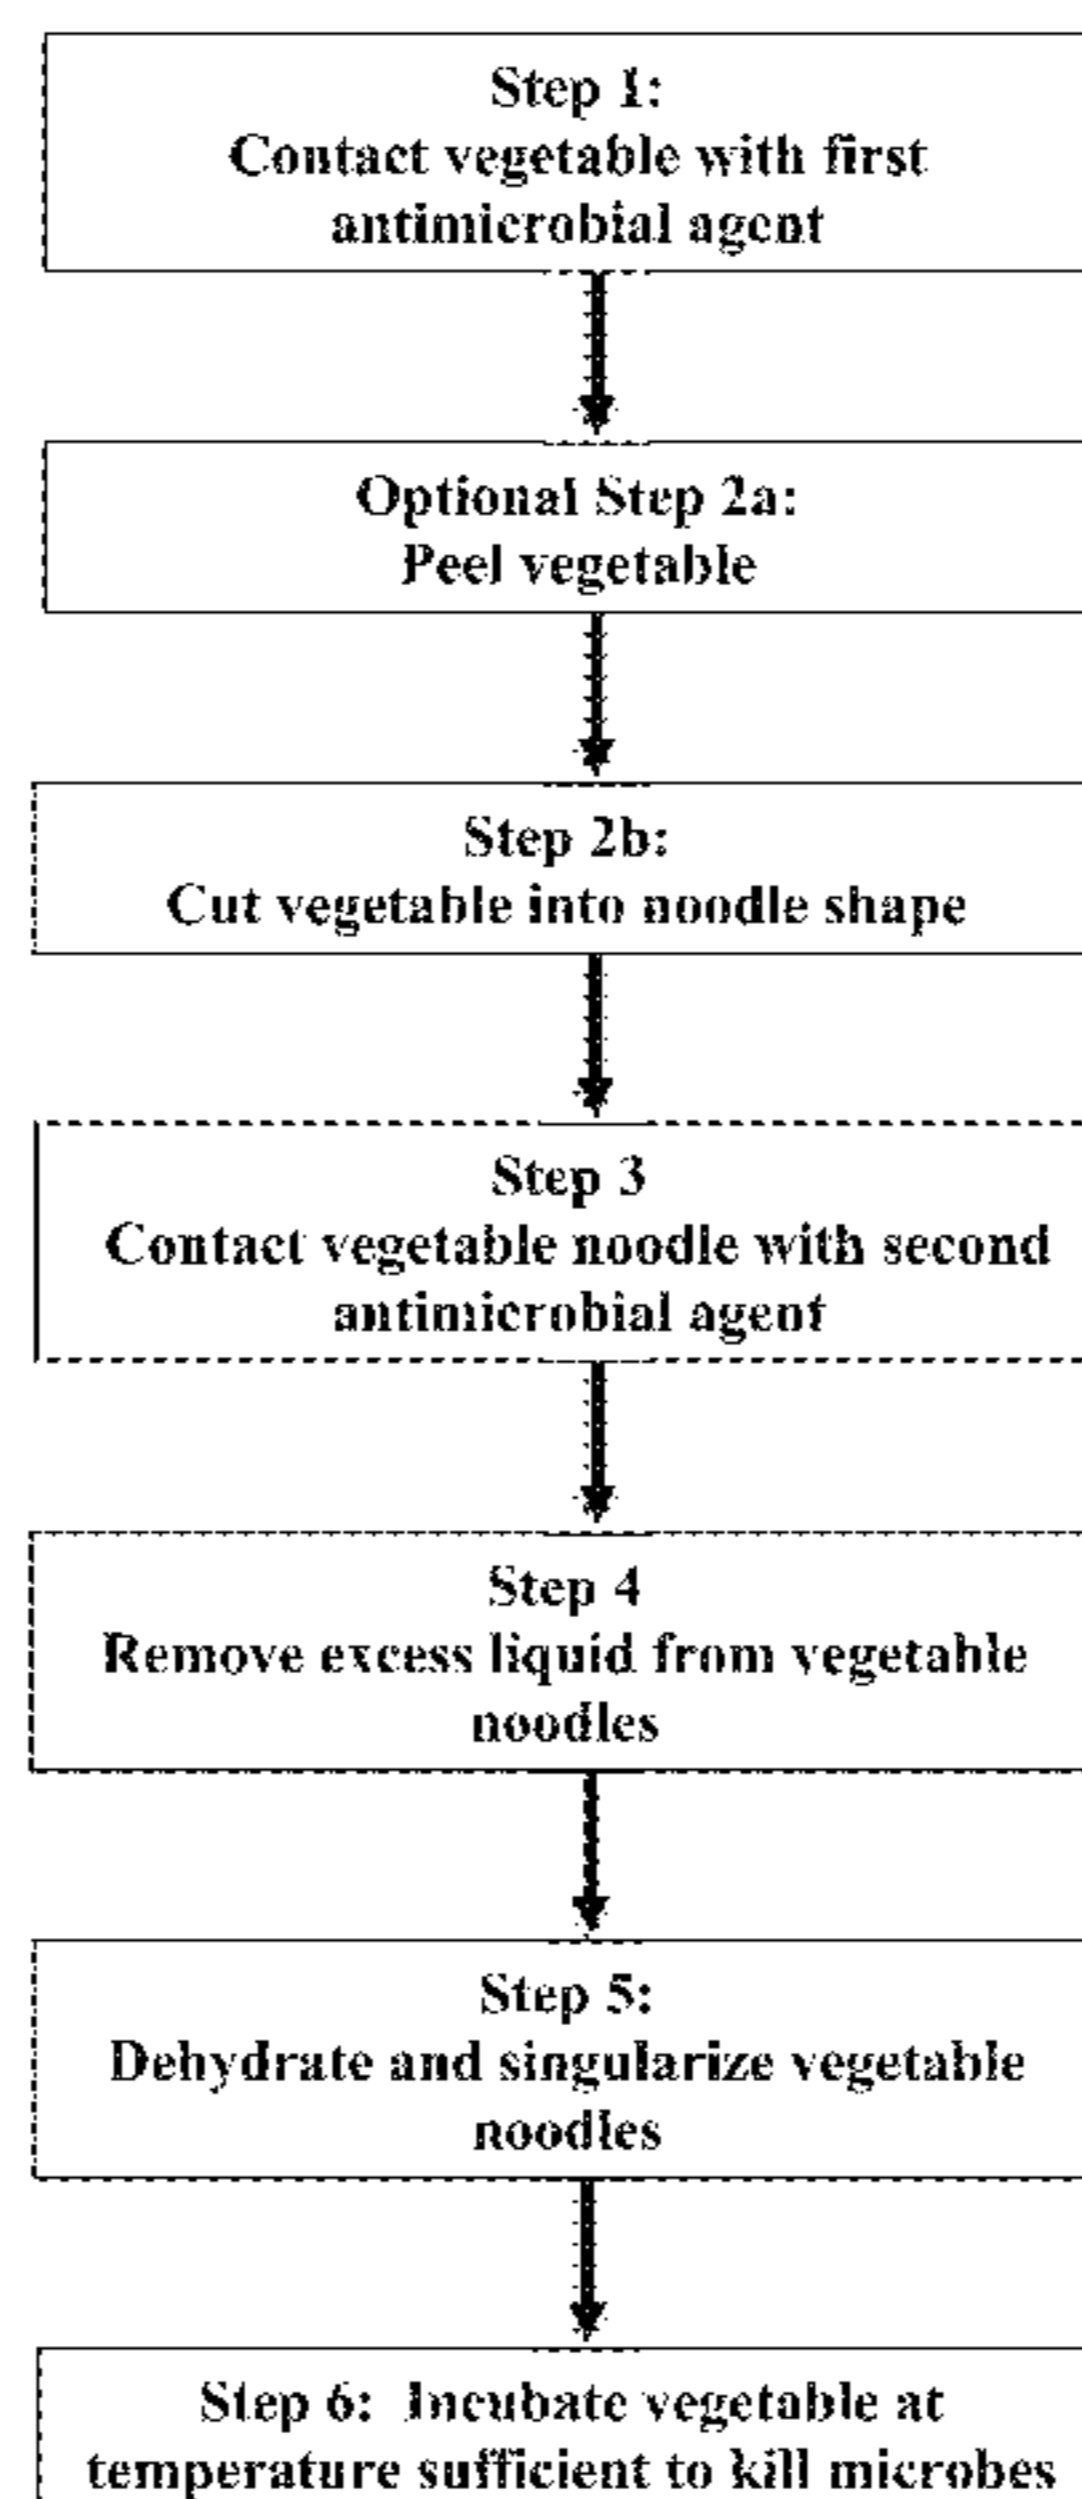 Step 1:
Contact vegetable with first
antimicrobial agent
Optional Step 2a:
Peel vegetable
Step 2b:
Cut vegetable into noodle shape
Step 3
Contact vegetable noodle with second
antimicrobial agent
Step 4
Remove excess liquid from vegetable
noodles
Step 5:
Dehydrate and singularize vegetable
noodles
Step 6: Incubate vegetable at
temperature sufficient to kill microbes